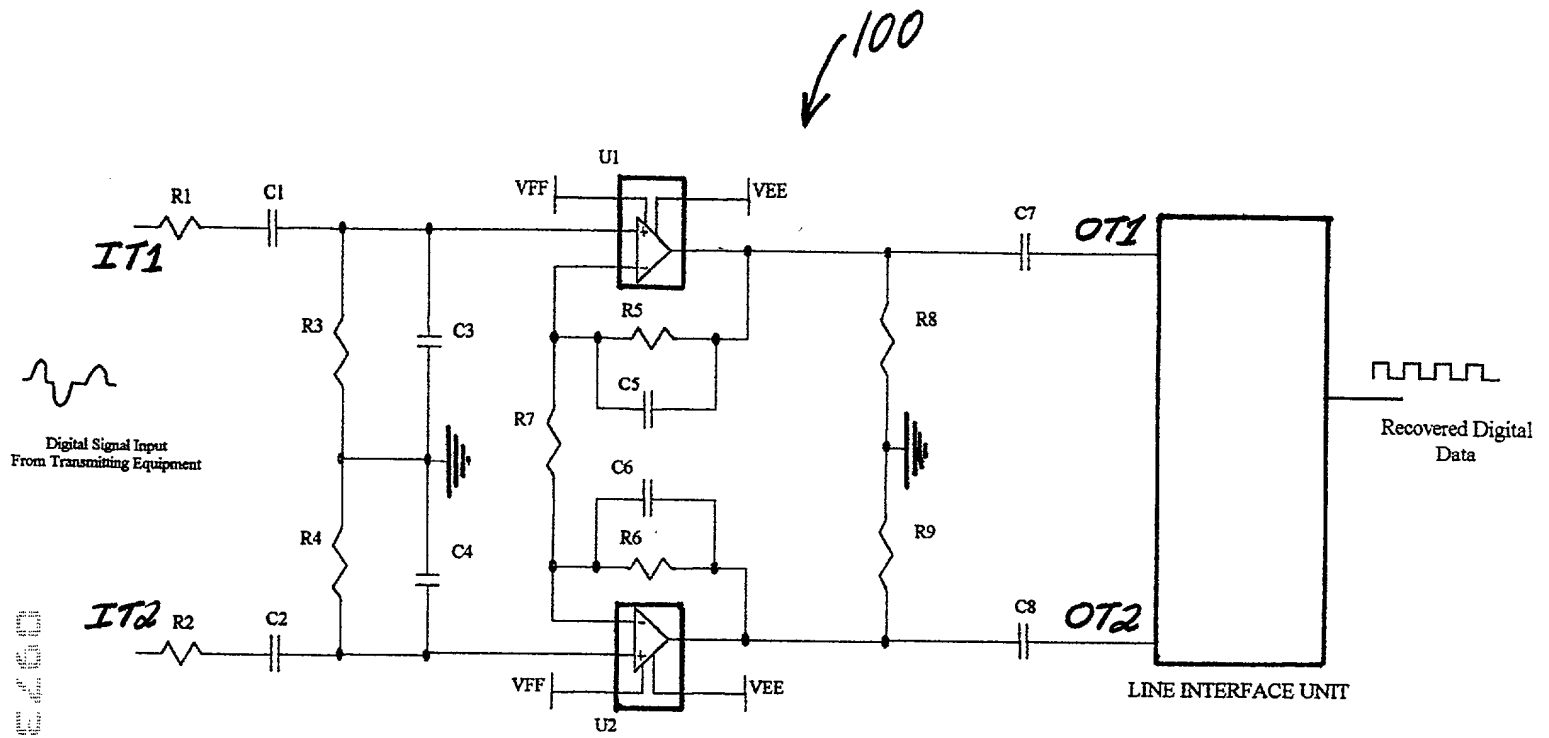 100
U1
VFF
VEE
R1
C1
IT1
C7
OT1
R3
C3
R5
R8
C5
R7
Digital Signal Input
From Transmitting Equipment
Recovered Digital
Data
C6
R4
C4
R6
R9
IT2
R2
C2
C8
OT2
VFF
VEE
U2
LINE INTERFACE UNIT